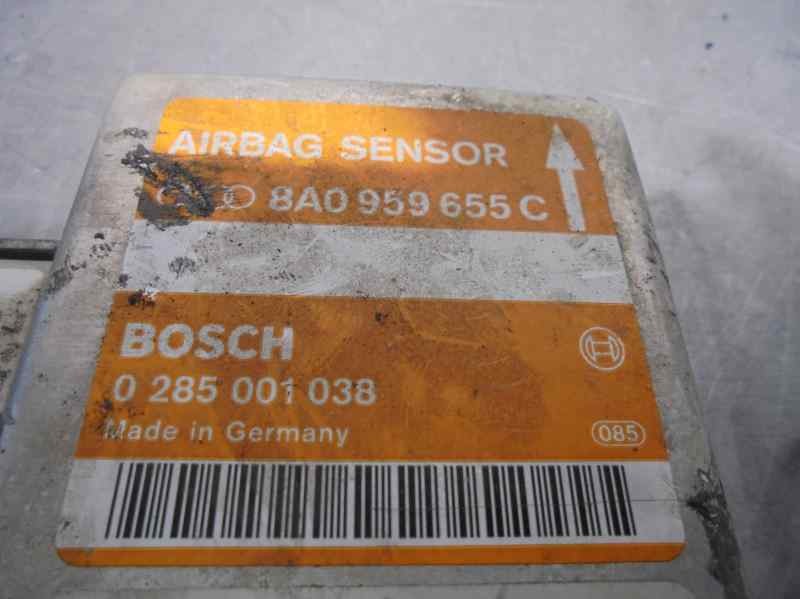 AIRBAG SENSOR
8A0 959 655 C
BOSCH
0 285 001 038
Made in Germany
085